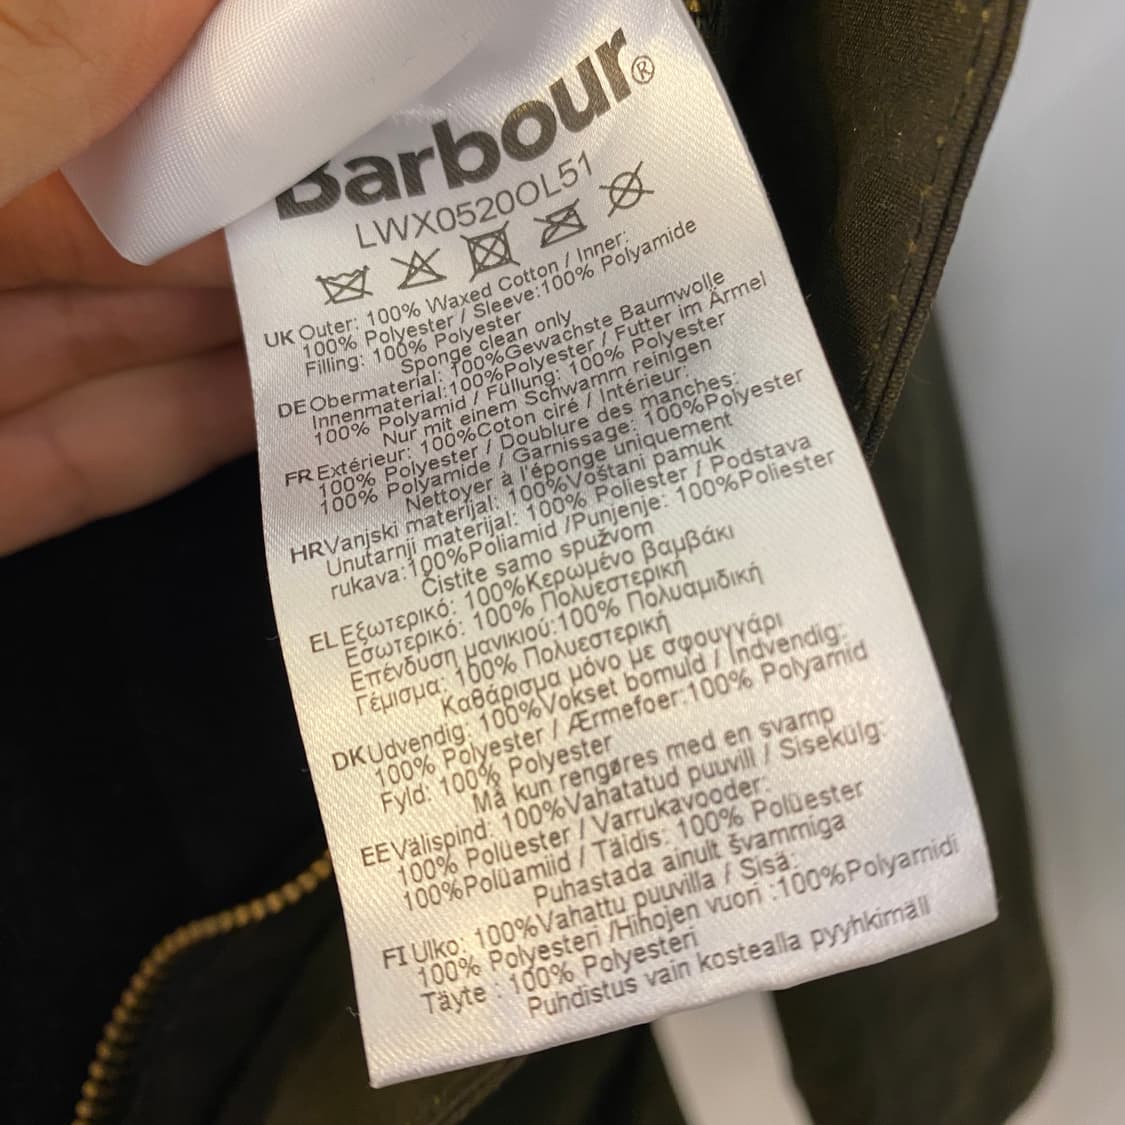 Barbour®
LWX0520OL51
UK Outer: 100% Waxed Cotton / Inner:
100% Polyester / Sleeve:100% Polyamide
Filling: 100% Polyester
Sponge clean only
DE Obermaterial: 100%Gewachste Baumwolle
Innenmaterial:100%Polyester / Futter im Ärmel
100% Polyamid / Füllung: 100% Polyester
Nur mit einem Schwamm reinigen
FR Extérieur: 100%Coton ciré / Intérieur:
100% Polyester / Doublure des manches:
100% Polyamide / Garnissage: 100%Polyester
Nettoyer à l'éponge uniquement
HR Vanjski materijal: 100%Voštani pamuk
Unutarnji materijal: 100% Poliester / Podstava
rukava:100%Poliamid /Punjenje: 100%Poliester
Čistite samo spužvom
EL Εξωτερικό: 100%Κερωμένο βαμβάκι
Εσωτερικό: 100% Πολυεστερική
Επένδυση μανικιού:100% Πολυαμιδική
Γέμισμα: 100% Πολυεστερική
Καθάρισμα μόνο με σφουγγάρι
DK Udvendig: 100%Vokset bomuld / Indvendig:
100% Polyester / Ærmefoer:100% Polyamid
Fyld: 100% Polyester
Må kun rengøres med en svamp
EE Välispind: 100%Vahatatud puuvill / Sisekülg:
100% Polüester / Varrukavooder:
100%Polüamiid / Täldis: 100% Polüester
Puhastada ainult švammiga
FI Ulko: 100%Vahattu puuvilla / Sisä:
100% Polyesteri /Hihojen vuori :100%Polyamidi
Täyte : 100% Polyesteri
Puhdistus vain kostealla pyyhkimäll